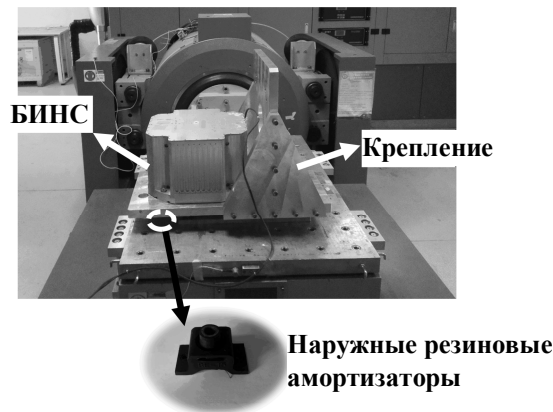 БИНС
Крепление
Наружные резиновые
амортизаторы